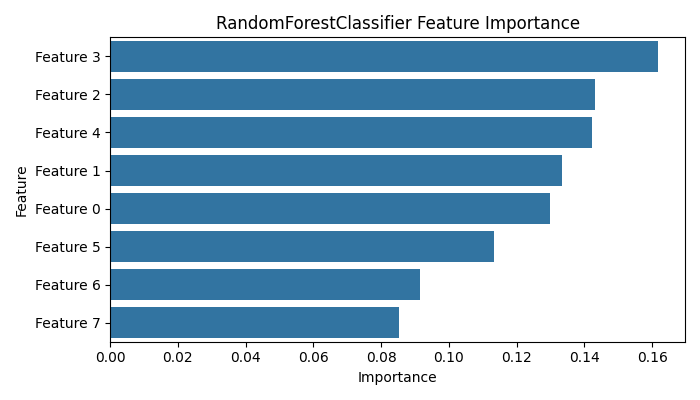 RandomForestClassifier Feature Importance
Feature 3
Feature 2
Feature 4
Feature 1
Feature 0
Feature 5
Feature 6
Feature 7
Feature
0.00 0.02 0.04 0.06 0.08 0.10 0.12 0.14 0.16
Importance